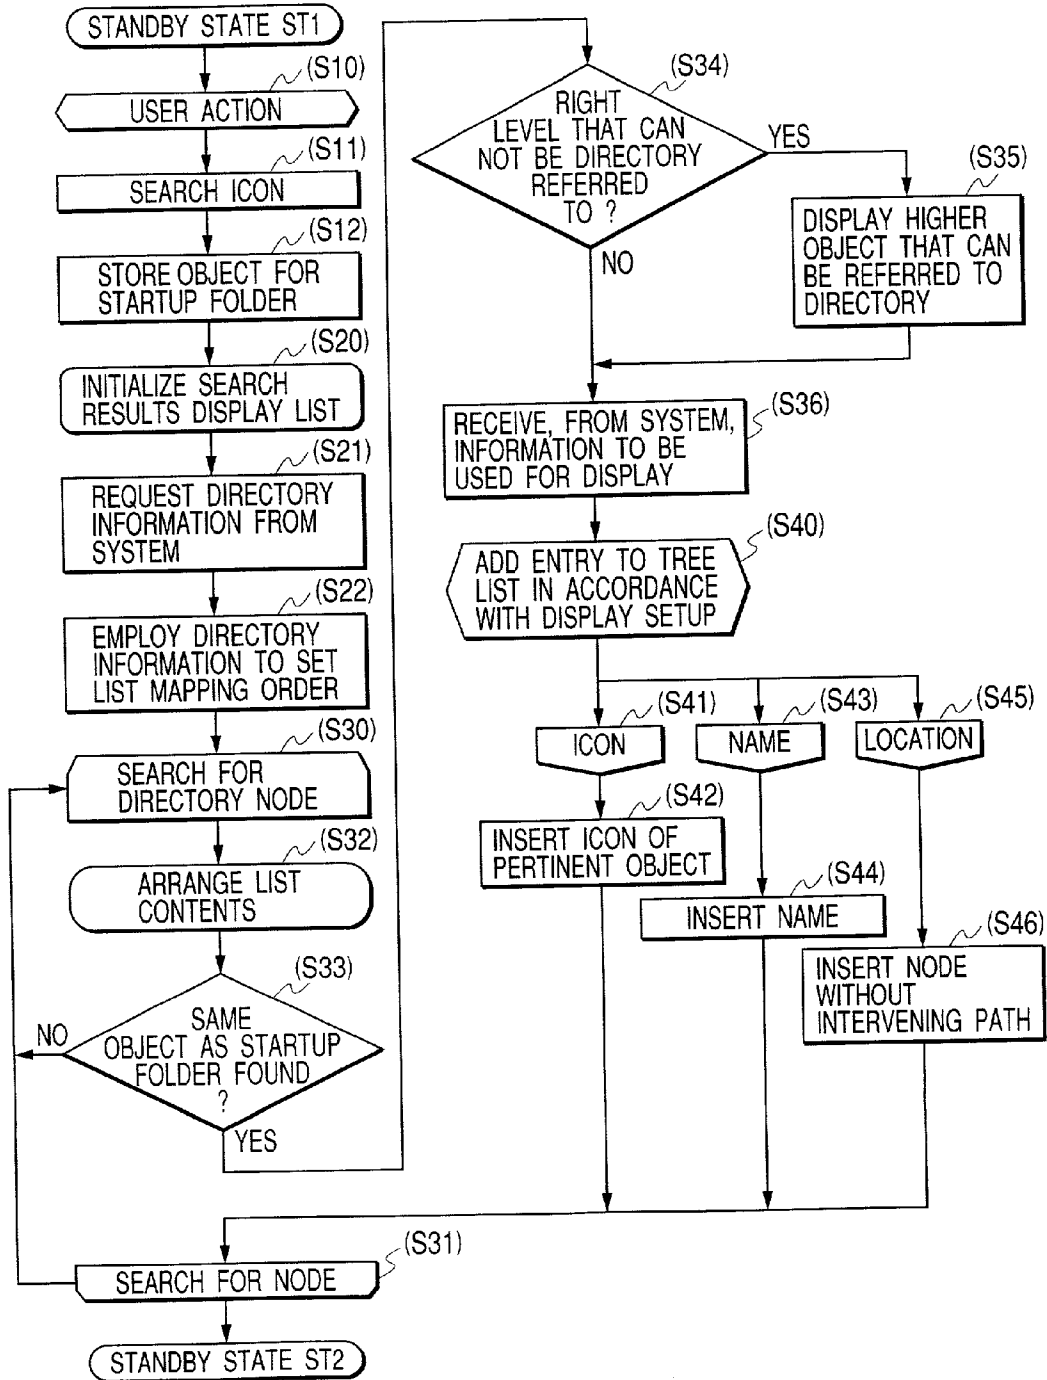 STANDBY STATE ST1
(S10)
USER ACTION
(S11)
SEARCH ICON
(S12)
STORE OBJECT FOR
STARTUP FOLDER
(S20)
INITIALIZE SEARCH
RESULTS DISPLAY LIST
(S21)
REQUEST DIRECTORY
INFORMATION FROM
SYSTEM
(S22)
EMPLOY DIRECTORY
INFORMATION TO SET
LIST MAPPING ORDER
(S30)
SEARCH FOR
DIRECTORY NODE
(S32)
ARRANGE LIST
CONTENTS
(S33)
SAME
OBJECT AS STARTUP
FOLDER FOUND
?
NO
YES
(S34)
RIGHT
LEVEL THAT CAN
NOT BE DIRECTORY
REFERRED
TO ?
YES
NO
(S35)
DISPLAY HIGHER
OBJECT THAT CAN
BE REFERRED TO
DIRECTORY
(S36)
RECEIVE, FROM SYSTEM,
INFORMATION TO BE
USED FOR DISPLAY
(S40)
ADD ENTRY TO TREE
LIST IN ACCORDANCE
WITH DISPLAY SETUP
(S41)
ICON
(S43)
NAME
(S45)
LOCATION
(S42)
INSERT ICON OF
PERTINENT OBJECT
(S44)
INSERT NAME
(S46)
INSERT NODE
WITHOUT
INTERVENING PATH
(S31)
SEARCH FOR NODE
STANDBY STATE ST2